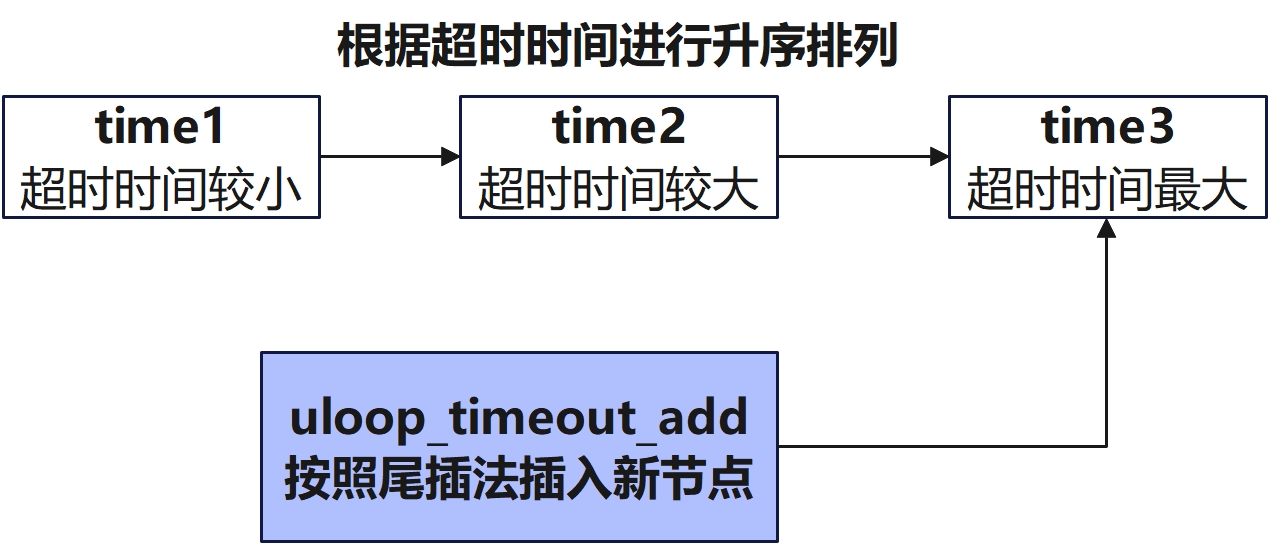 根据超时时间进行升序排列
time1
超时时间较小
time2
超时时间较大
time3
超时时间最大
uloop_timeout_add
按照尾插法插入新节点